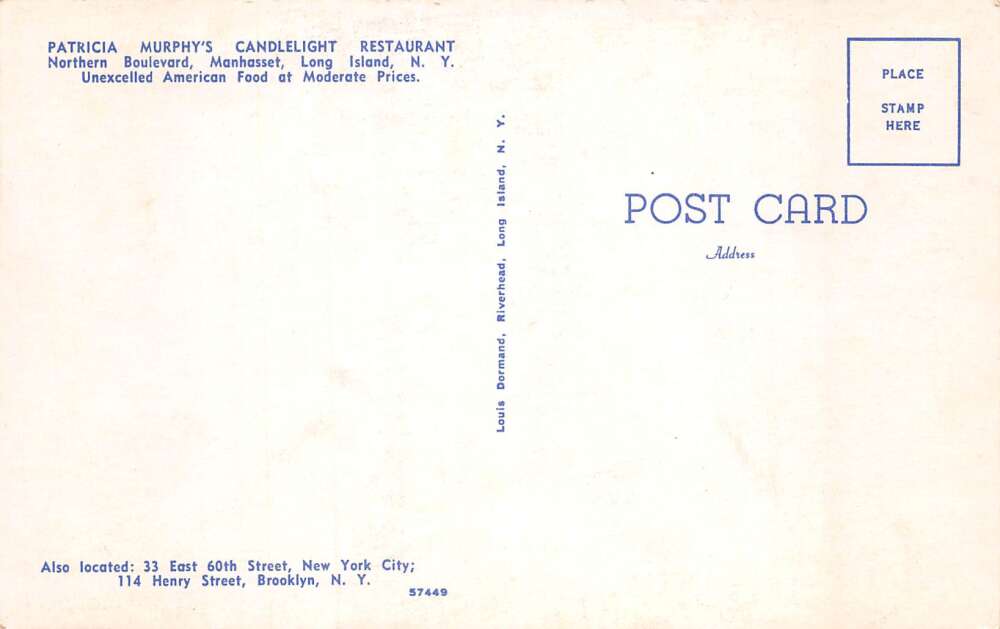 PATRICIA MURPHY'S CANDLELIGHT RESTAURANT
Northern Boulevard, Manhasset, Long Island, N. Y.
Unexcelled American Food at Moderate Prices.
Also located: 33 East 60th Street, New York City;
114 Henry Street, Brooklyn, N. Y.
57449
Louis Dormand, Riverhead, Long Island, N. Y.
PLACE
STAMP
HERE
POST CARD
Address